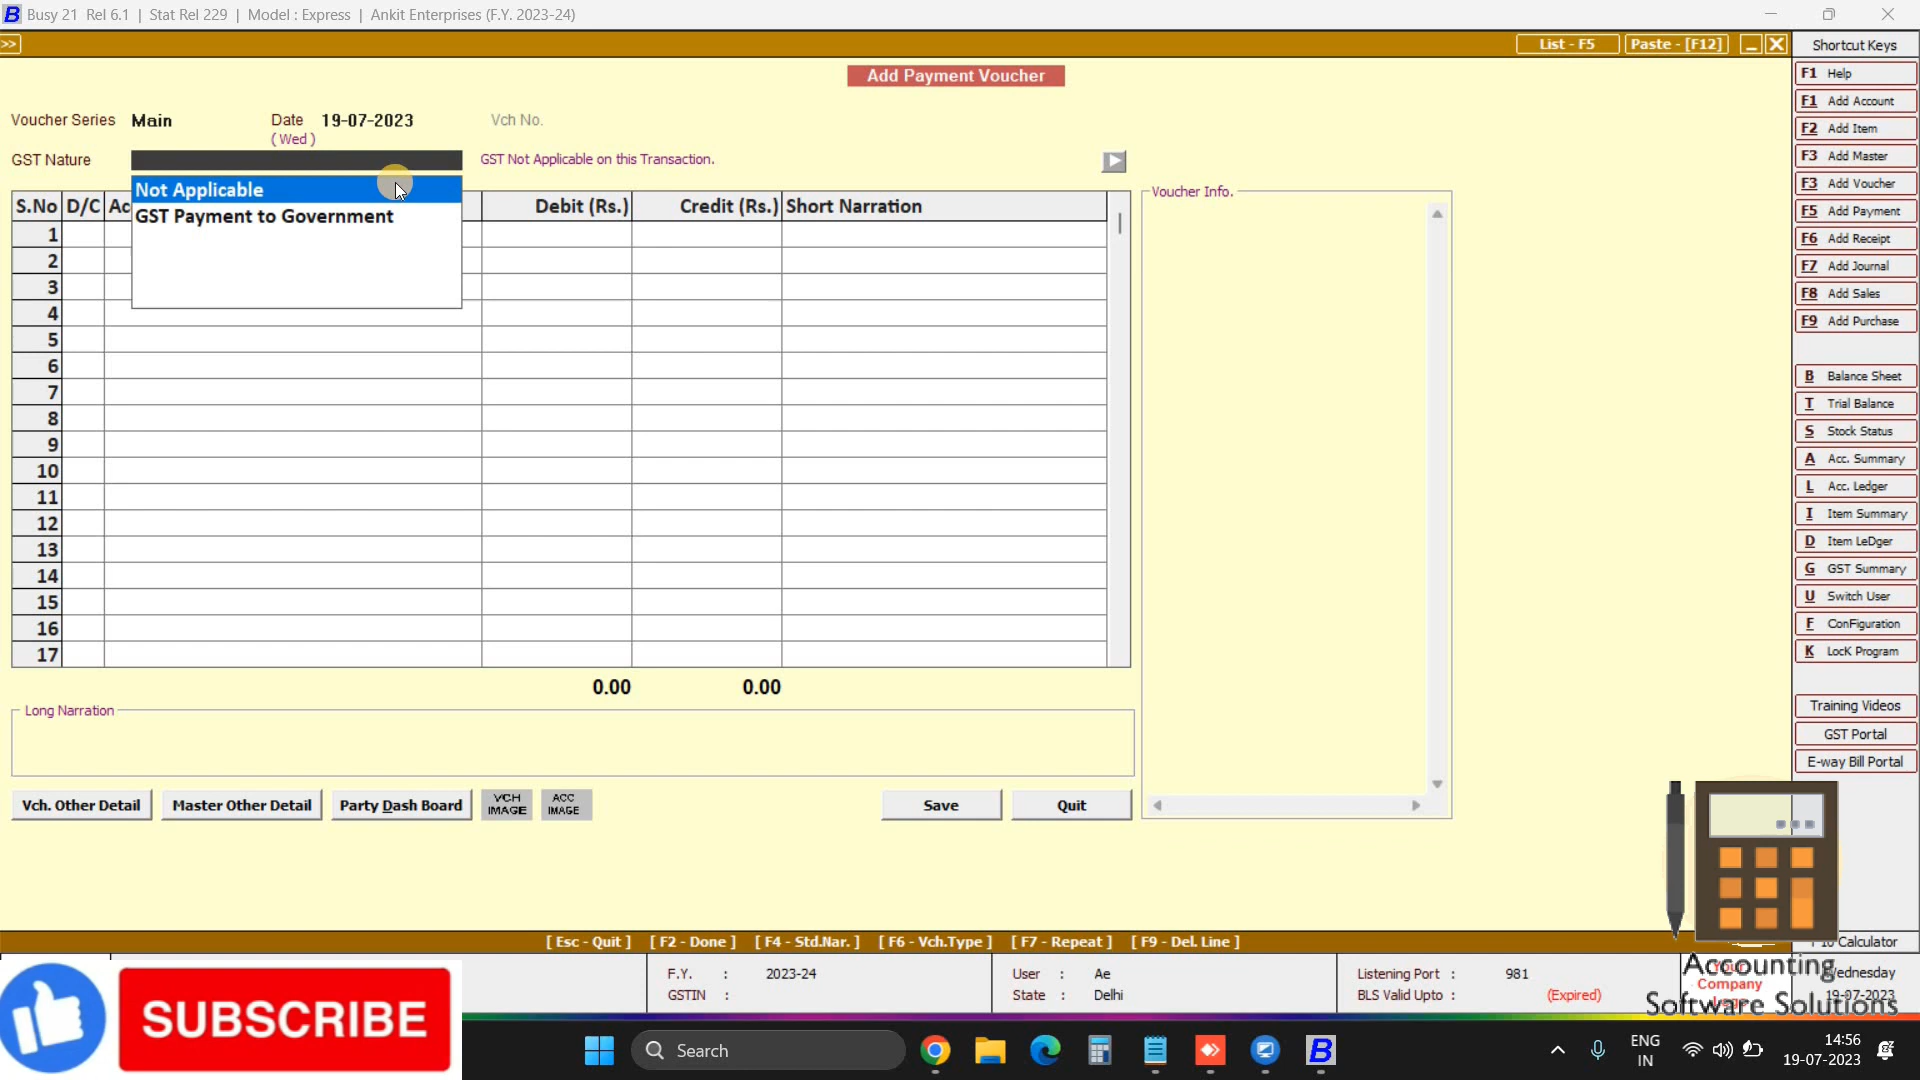 B Busy 21 Rel 6.1 | Stat Rel 229 | Model : Express | Ankit Enterprises (F.Y. 2023-24)
>> List - F5 Paste - [F12] Shortcut Keys
Add Payment Voucher
Voucher Series Main Date 19-07-2023 Vch No.
( Wed )
GST Nature GST Not Applicable on this Transaction.
Not Applicable
GST Payment to Government
S.No D/C Ac Debit (Rs.) Credit (Rs.) Short Narration
1
2
3
4
5
6
7
8
9
10
11
12
13
14
15
16
17
0.00 0.00
Long Narration
Voucher Info.
Vch. Other Detail Master Other Detail Party Dash Board VCH IMAGE ACC IMAGE Save Quit
F1 Help
F1 Add Account
F2 Add Item
F3 Add Master
F3 Add Voucher
F5 Add Payment
F6 Add Receipt
F7 Add Journal
F8 Add Sales
F9 Add Purchase
B Balance Sheet
T Trial Balance
S Stock Status
A Acc. Summary
L Acc. Ledger
I Item Summary
D Item LeDger
G GST Summary
U Switch User
F ConFiguration
K LocK Program
Training Videos
GST Portal
E-way Bill Portal
Calculator
[ Esc - Quit ] [ F2 - Done ] [ F4 - Std.Nar. ] [ F6 - Vch.Type ] [ F7 - Repeat ] [ F9 - Del. Line ]
F.Y. : 2023-24 User : Ae Listening Port : 981
GSTIN : State : Delhi BLS Valid Upto : (Expired)
Your Company
19-07-2023
Accounting
Software Solutions
SUBSCRIBE
Search
B
ENG
IN
14:56
19-07-2023